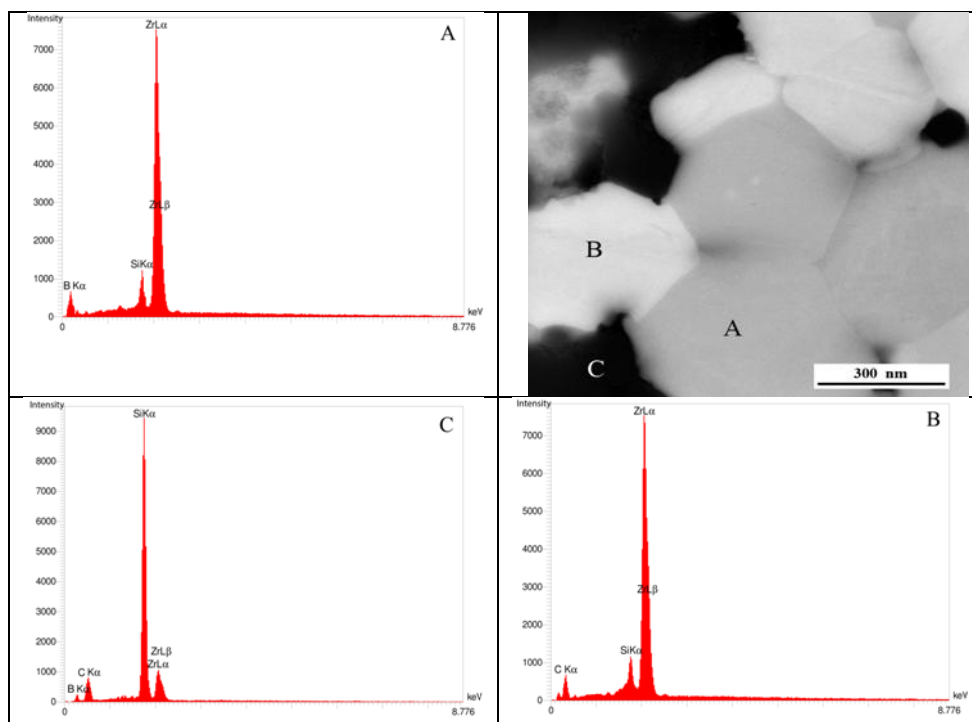 Intensity
A
ZrLα
7000
6000
5000
4000
3000
ZrLβ
2000
SiKα
1000
B Kα
0
keV
0
8.776
B
A
C
300 nm
Intensity
C
SiKα
9000
8000
7000
6000
5000
4000
3000
2000
ZrLβ
C Kα
ZrLα
1000
B Kα
0
keV
0
8.776
Intensity
B
ZrLα
7000
6000
5000
4000
3000
ZrLβ
2000
SiKα
1000
C Kα
0
keV
0
8.776